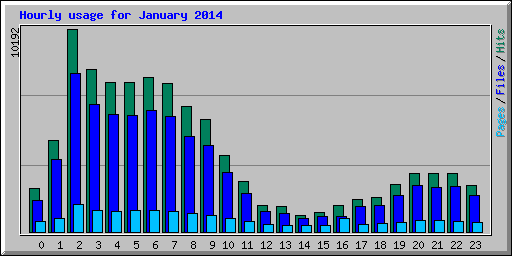 Hourly usage for January 2014
10192
Pages / Files / Hits
0 1 2 3 4 5 6 7 8 9 10 11 12 13 14 15 16 17 18 19 20 21 22 23